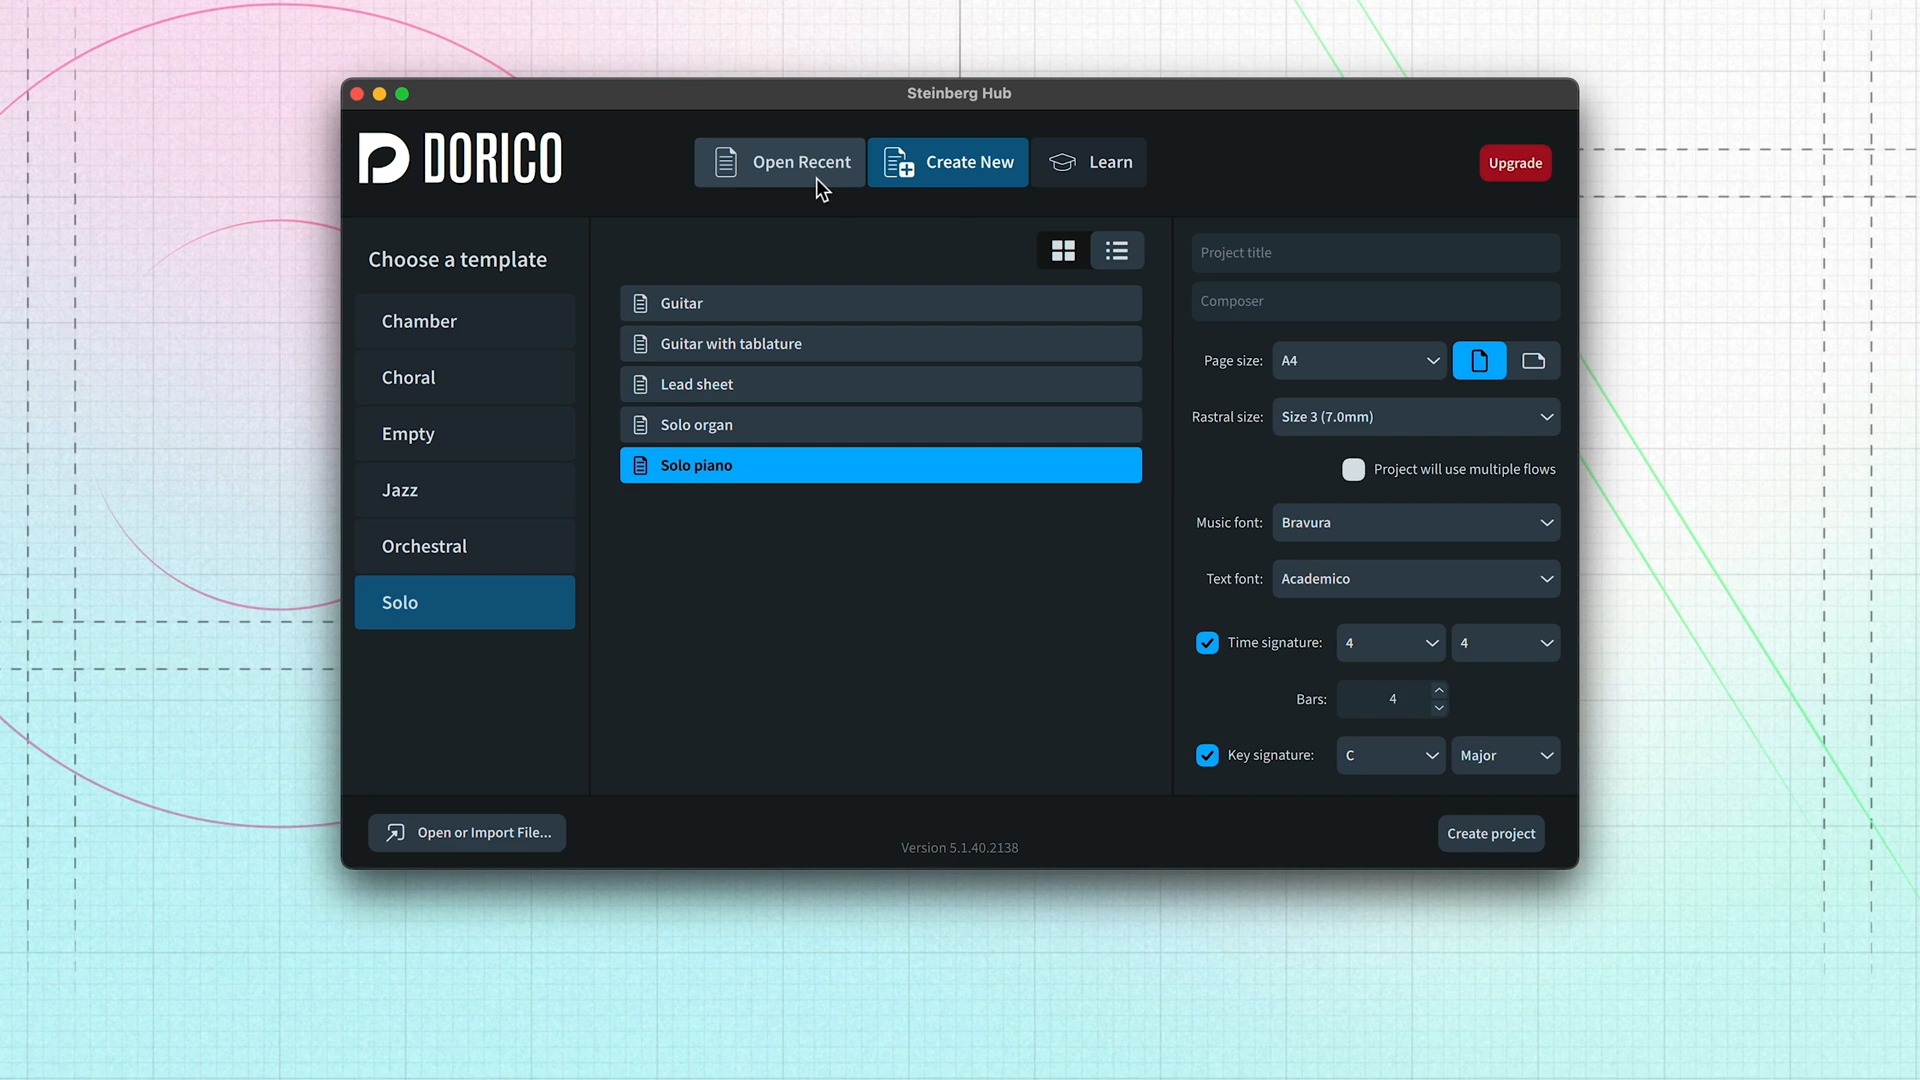 Steinberg Hub
DORICO
Open Recent
Create New
Learn
Upgrade
Choose a template
Chamber
Choral
Empty
Jazz
Orchestral
Solo
Guitar
Guitar with tablature
Lead sheet
Solo organ
Solo piano
Project title
Composer
Page size: A4
Rastral size: Size 3 (7.0mm)
Project will use multiple flows
Music font: Bravura
Text font: Academico
Time signature: 4 4
Bars: 4
Key signature: C Major
Open or Import File...
Version 5.1.40.2138
Create project